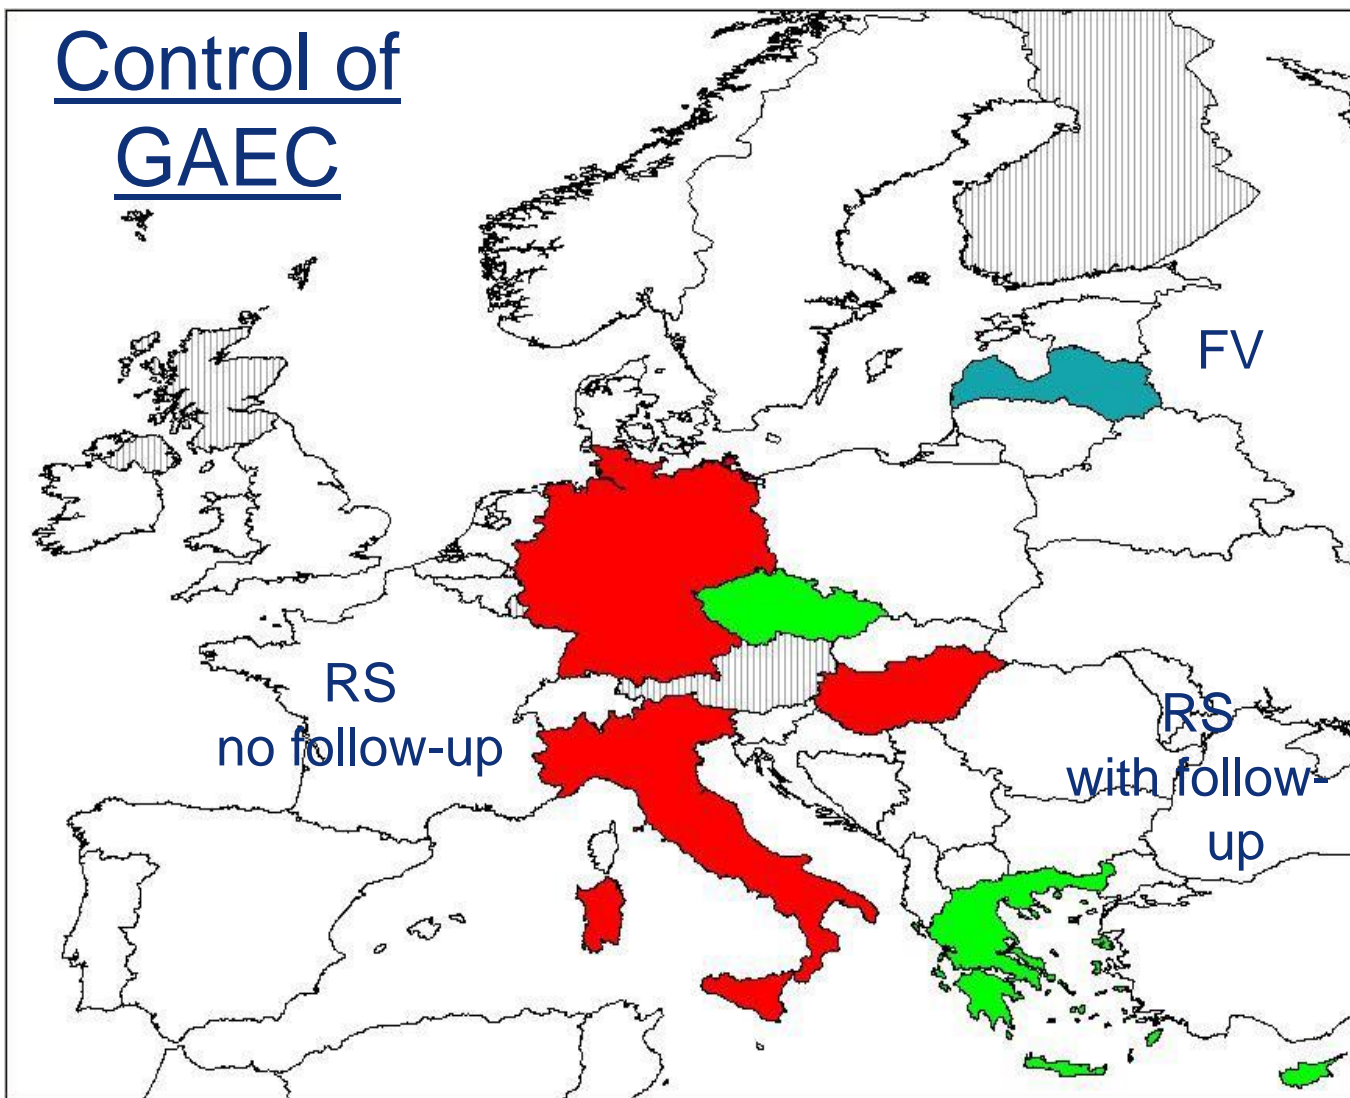 Control of
GAEC
FV
RS
no follow-up
RS
with follow-
up